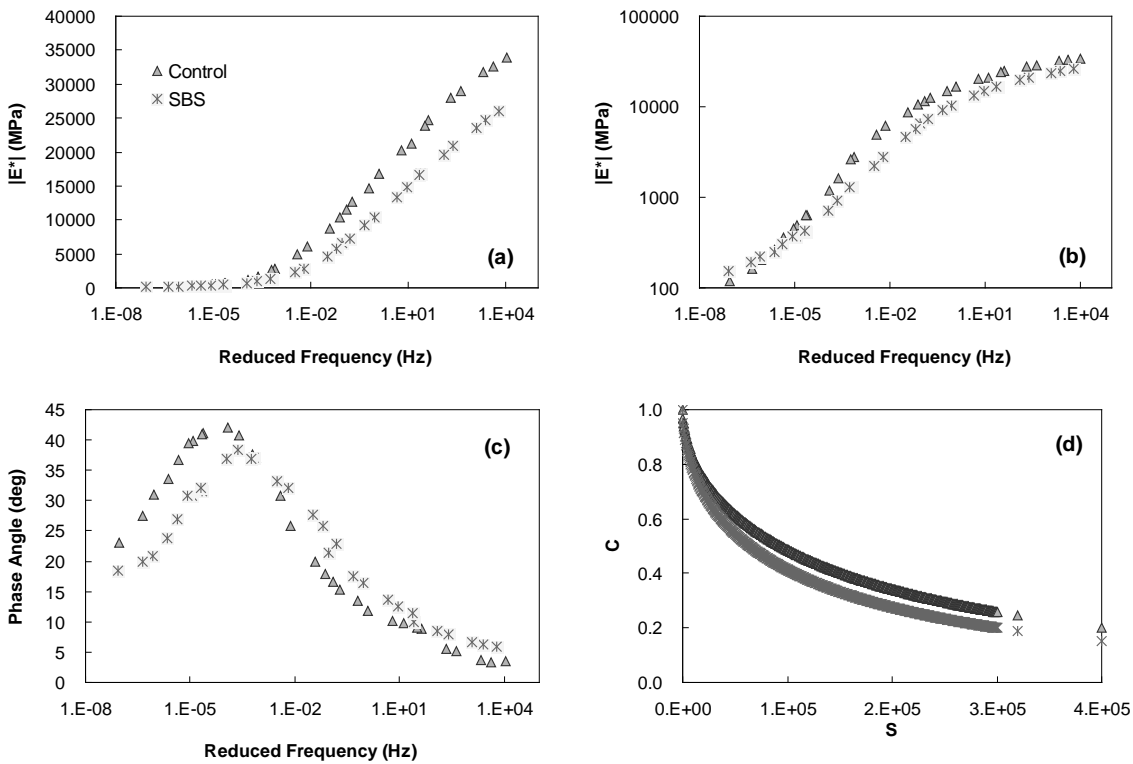 40000
35000
30000
25000
20000
15000
10000
5000
0
|E*| (MPa)
Control
SBS
(a)
1.E-08 1.E-05 1.E-02 1.E+01 1.E+04
Reduced Frequency (Hz)
100000
10000
1000
100
|E*| (MPa)
(b)
1.E-08 1.E-05 1.E-02 1.E+01 1.E+04
Reduced Frequency (Hz)
45
40
35
30
25
20
15
10
5
0
Phase Angle (deg)
(c)
1.E-08 1.E-05 1.E-02 1.E+01 1.E+04
Reduced Frequency (Hz)
1.0
0.8
0.6
0.4
0.2
0.0
C
(d)
0.E+00 1.E+05 2.E+05 3.E+05 4.E+05
S